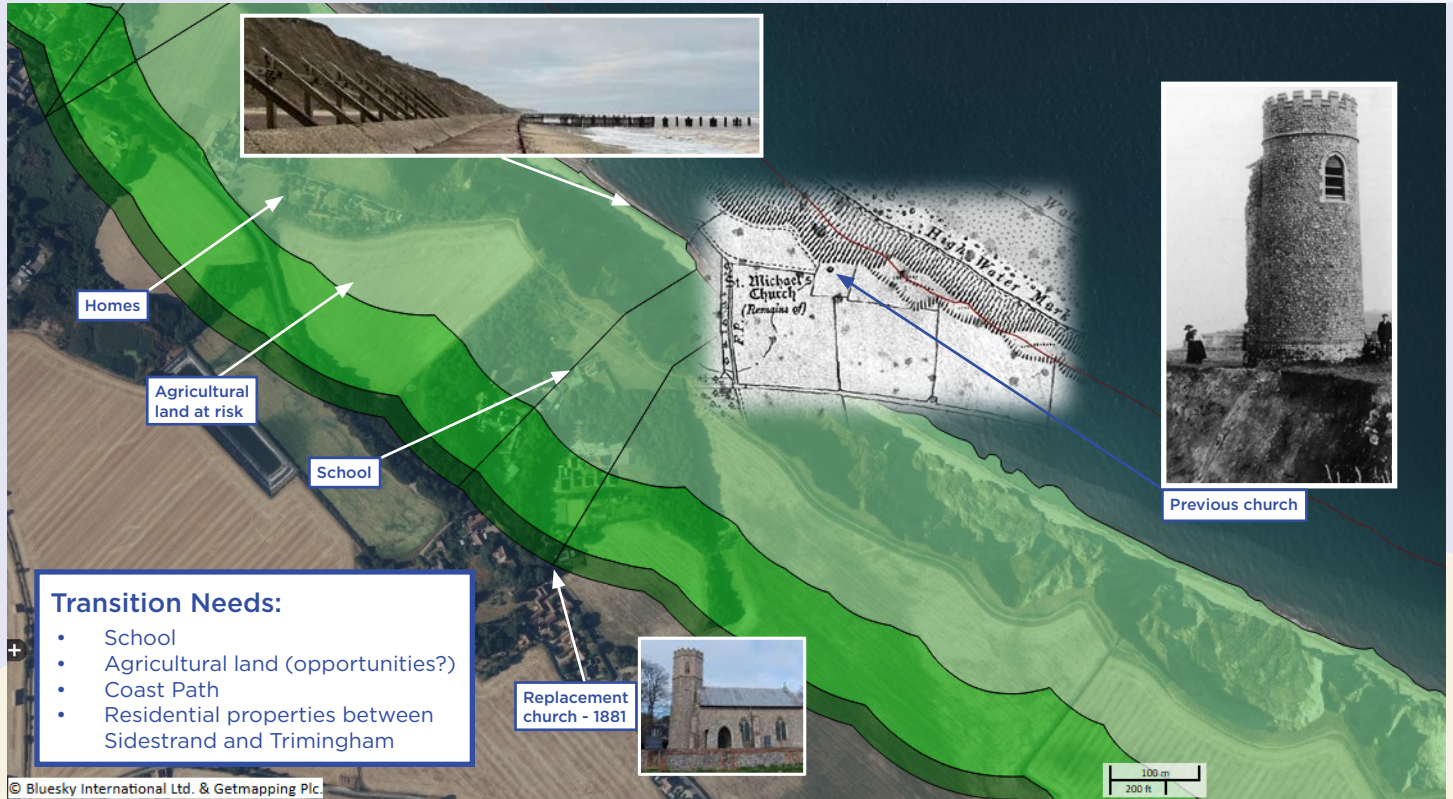 High Water Mark
Wa
St. Michael's
Church
(Remains of)
F.P.
Homes
Agricultural
land at risk
School
Previous church
Replacement
church - 1881
Transition Needs:
• School
• Agricultural land (opportunities?)
• Coast Path
• Residential properties between
Sidestrand and Trimingham
+
100 m
200 ft
© Bluesky International Ltd. & Getmapping Plc.